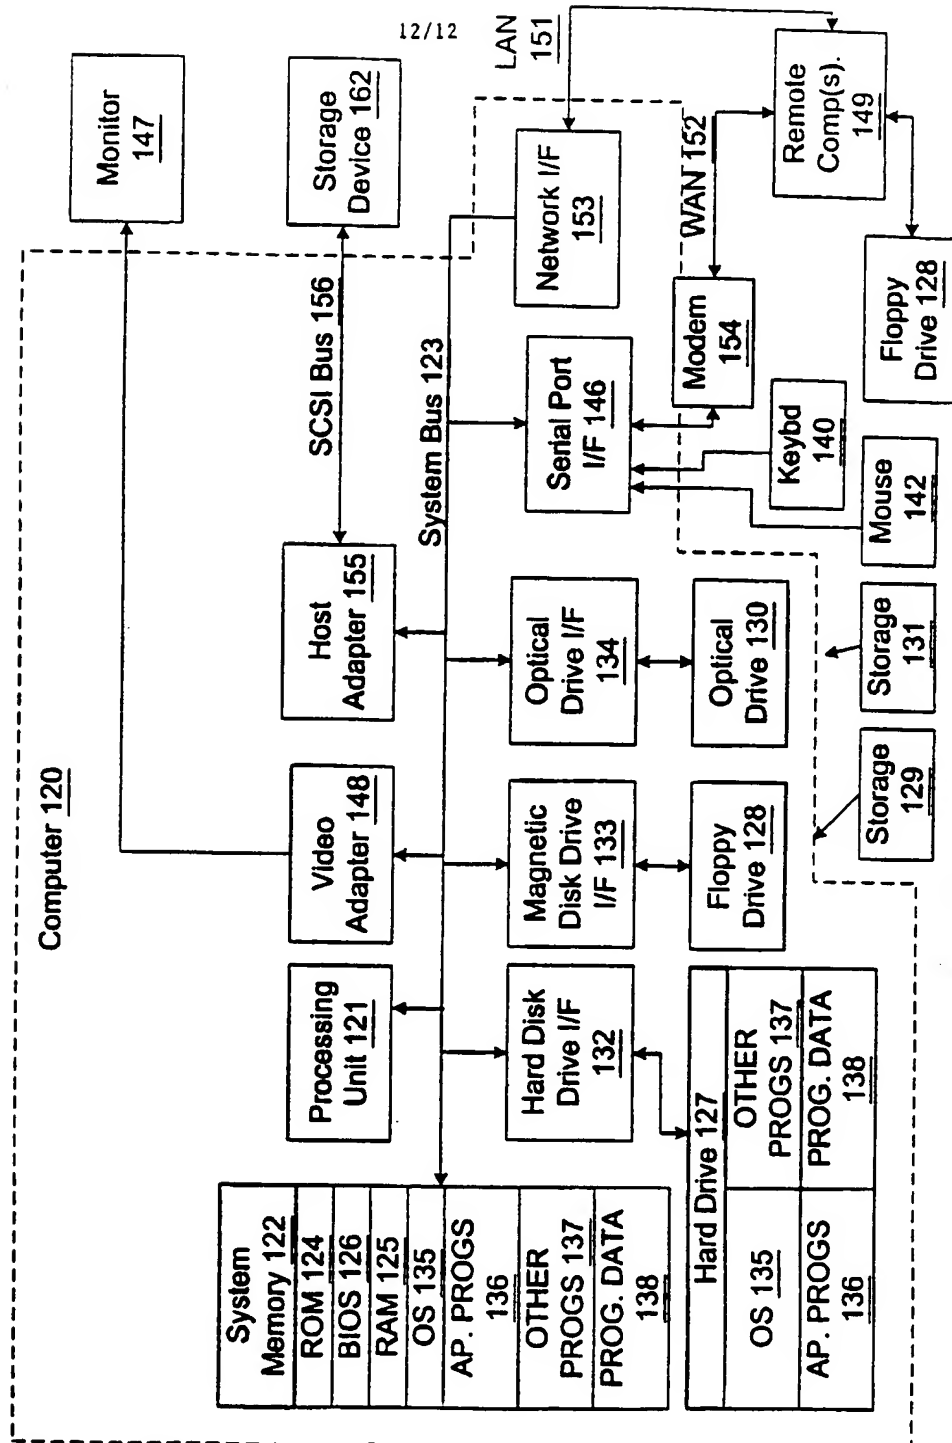 12/12
Computer 120
Monitor
147
Storage
Device 162
SCSI Bus 156
LAN
151
Processing
Unit 121
Video
Adapter 148
Host
Adapter 155
System Bus 123
System
Memory 122
ROM 124
BIOS 126
RAM 125
OS 135
AP. PROGS
136
OTHER
PROGS 137
PROG. DATA
138
Hard Disk
Drive I/F
132
Magnetic
Disk Drive
I/F 133
Optical
Drive I/F
134
Serial Port
I/F 146
Network I/F
153
WAN 152
Remote
Comp(s).
149
Modem
154
Floppy
Drive 128
Optical
Drive 130
Keybd
140
Mouse
142
Floppy
Drive 128
Hard Drive 127
OS 135
OTHER
PROGS 137
AP. PROGS
136
PROG. DATA
138
Storage
129
Storage
131